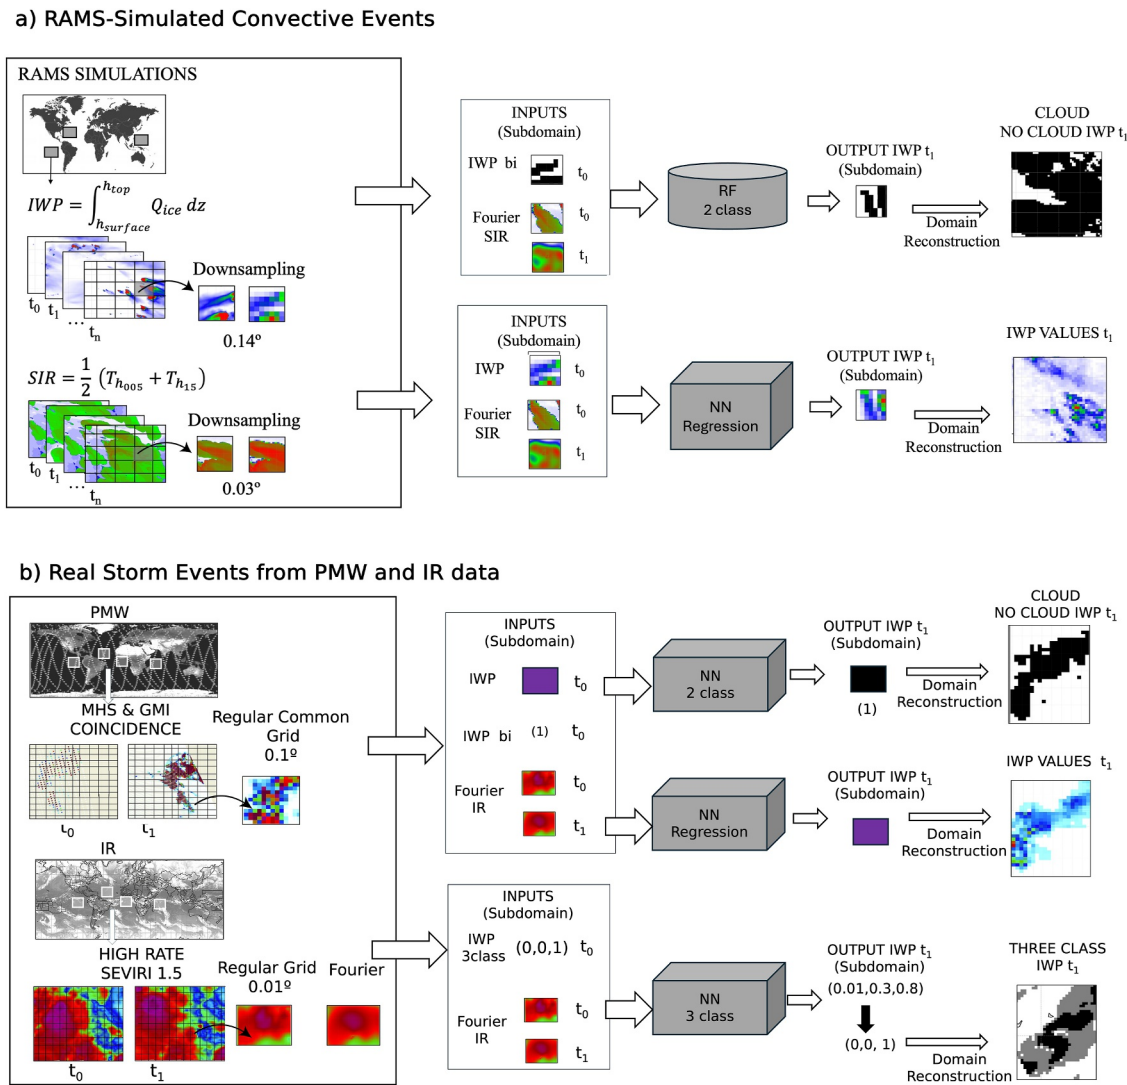 a) RAMS-Simulated Convective Events
RAMS SIMULATIONS
IWP = ∫ h_surface h_top Q_ice dz
Downsampling
t0
t1
...
tn
0.14º
SIR = 1/2 (T_h005 + T_h15)
Downsampling
t0
t1
...
tn
0.03º
INPUTS
(Subdomain)
IWP bi
t0
Fourier
SIR
t0
t1
RF
2 class
OUTPUT IWP t1
(Subdomain)
Domain
Reconstruction
CLOUD
NO CLOUD IWP t1
INPUTS
(Subdomain)
IWP
t0
Fourier
SIR
t0
t1
NN
Regression
OUTPUT IWP t1
(Subdomain)
Domain
Reconstruction
IWP VALUES t1
b) Real Storm Events from PMW and IR data
PMW
MHS & GMI
COINCIDENCE
Regular Common
Grid
0.1º
t0
t1
IR
HIGH RATE
SEVIRI 1.5
Regular Grid
0.01º
Fourier
t0
t1
INPUTS
(Subdomain)
IWP
t0
IWP bi
(1)
t0
Fourier
IR
t0
t1
NN
2 class
OUTPUT IWP t1
(Subdomain)
(1)
Domain
Reconstruction
CLOUD
NO CLOUD IWP t1
NN
Regression
OUTPUT IWP t1
(Subdomain)
Domain
Reconstruction
IWP VALUES t1
INPUTS
(Subdomain)
IWP
3class
(0,0,1)
t0
Fourier
IR
t0
t1
NN
3 class
OUTPUT IWP t1
(Subdomain)
(0.01,0.3,0.8)
(0,0, 1)
Domain
Reconstruction
THREE CLASS
IWP t1